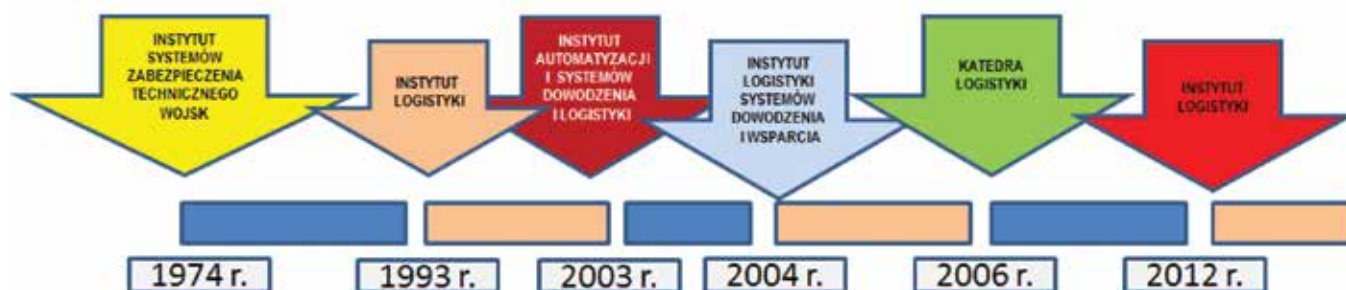 INSTYTUT
SYSTEMÓW
ZABEZPIECZENIA
TECHNICZNEGO
WOJSK
INSTYTUT
LOGISTYKI
INSTYTUT
AUTOMATYZACJI
I SYSTEMÓW
DOWODZENIA
I LOGISTYKI
INSTYTUT
LOGISTYKI
SYSTEMÓW
DOWODZENIA
I WSPARCIA
KATEDRA
LOGISTYKI
INSTYTUT
LOGISTYKI
1974 r.
1993 r.
2003 r.
2004 r.
2006 r.
2012 r.